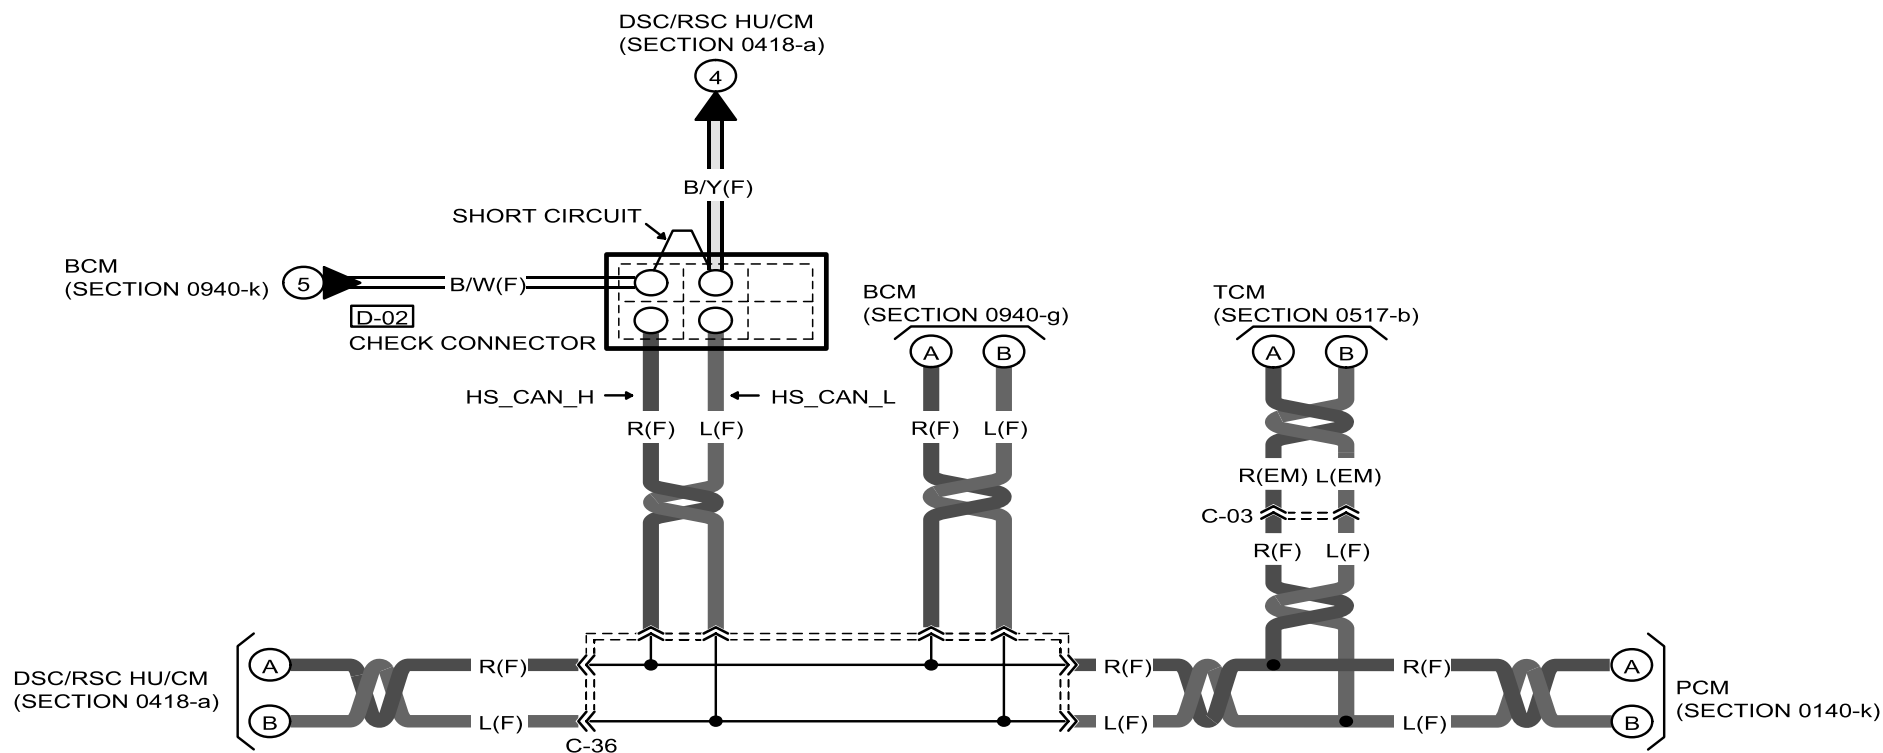 DSC/RSC HU/CM
(SECTION 0418-a)
4
B/Y(F)
SHORT CIRCUIT
BCM
(SECTION 0940-k)
5
B/W(F)
D-02
CHECK CONNECTOR
BCM
(SECTION 0940-g)
A B
TCM
(SECTION 0517-b)
A B
HS_CAN_H
HS_CAN_L
R(F) L(F)
R(F) L(F)
R(EM) L(EM)
C-03
R(F) L(F)
DSC/RSC HU/CM
(SECTION 0418-a)
A
B
R(F)
L(F)
C-36
R(F)
L(F)
R(F)
L(F)
A
B
PCM
(SECTION 0140-k)